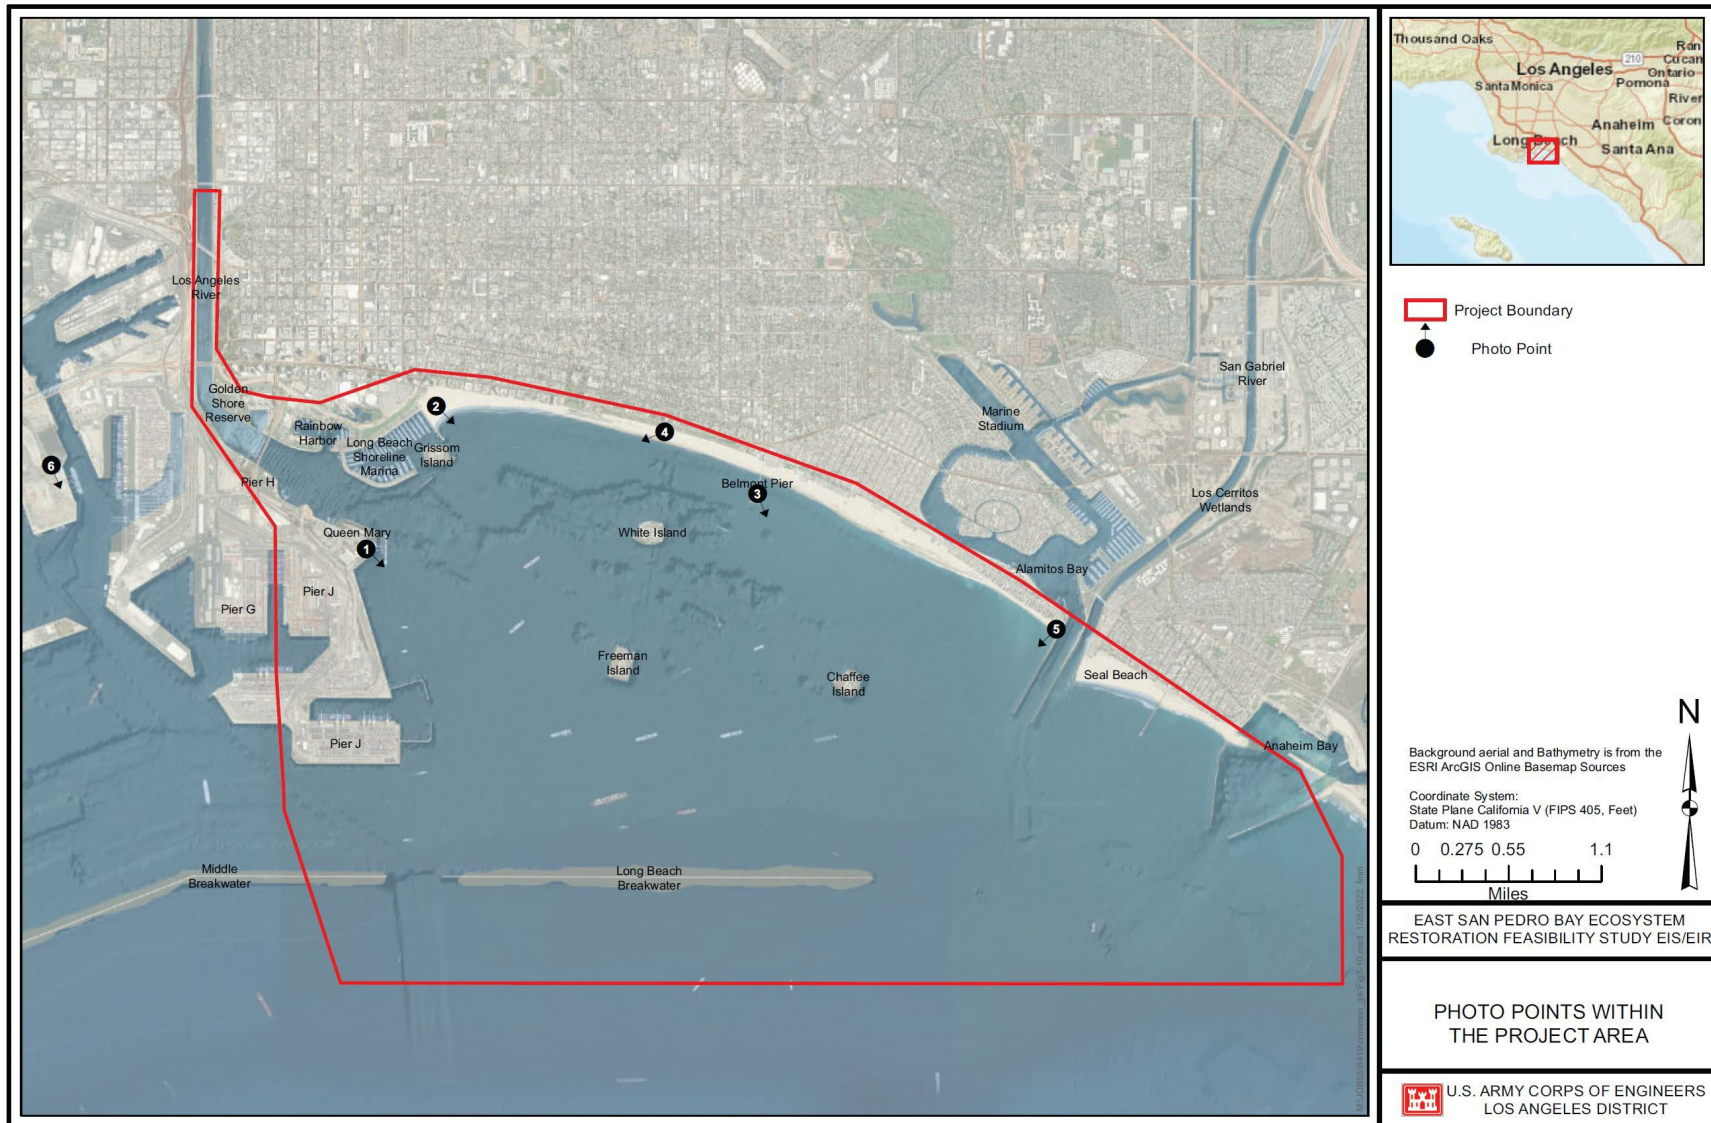 Los Angeles
River
Golden
Shore
Reserve
Rainbow
Harbor
Long Beach
Shoreline
Marina
Grissom
Island
Pier H
Queen Mary
Pier J
Pier G
Pier J
Belmont Pier
White Island
Freeman
Island
Chaffee
Island
Marine
Stadium
San Gabriel
River
Los Cerritos
Wetlands
Alamitos Bay
Seal Beach
Anaheim Bay
Middle
Breakwater
Long Beach
Breakwater
1
2
3
4
5
6
Thousand Oaks
Los Angeles
Santa Monica
210
Ran
Cucam
Ontario
Pomona
River
Coron
Anaheim
Long Beach
Santa Ana
Project Boundary
Photo Point
N
Background aerial and Bathymetry is from the
ESRI ArcGIS Online Basemap Sources
Coordinate System:
State Plane California V (FIPS 405, Feet)
Datum: NAD 1983
0 0.275 0.55 1.1
Miles
EAST SAN PEDRO BAY ECOSYSTEM
RESTORATION FEASIBILITY STUDY EIS/EIR
PHOTO POINTS WITHIN
THE PROJECT AREA
U.S. ARMY CORPS OF ENGINEERS
LOS ANGELES DISTRICT